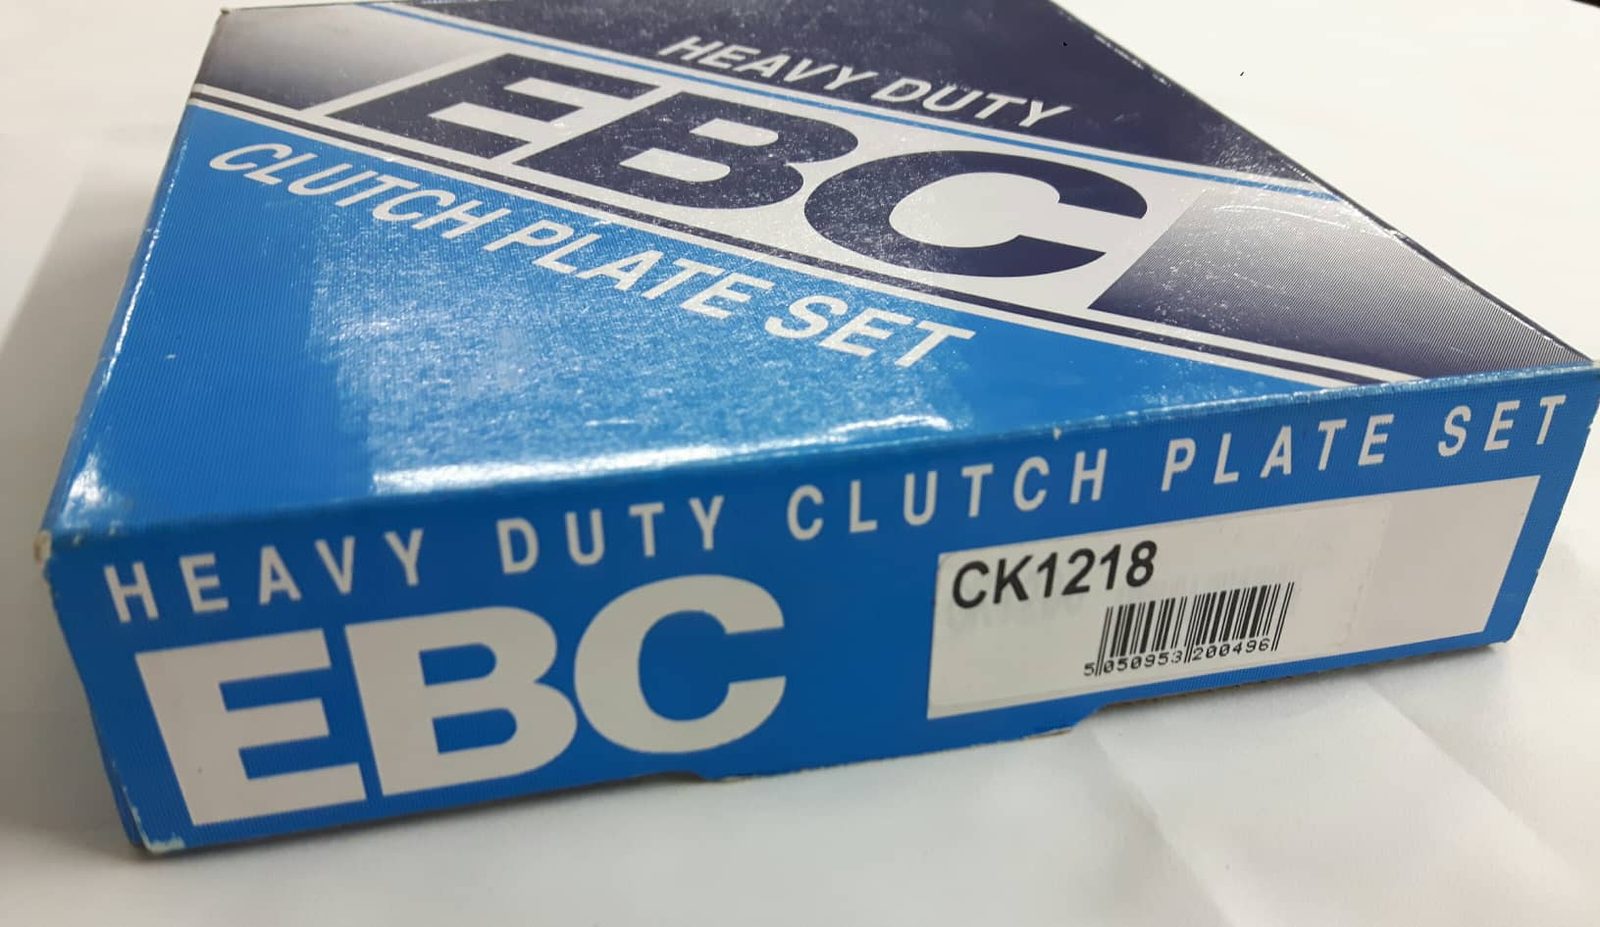 HEAVY DUTY
EBC
CLUTCH PLATE SET
HEAVY DUTY CLUTCH PLATE SET
EBC
CK1218
5 050953 200496